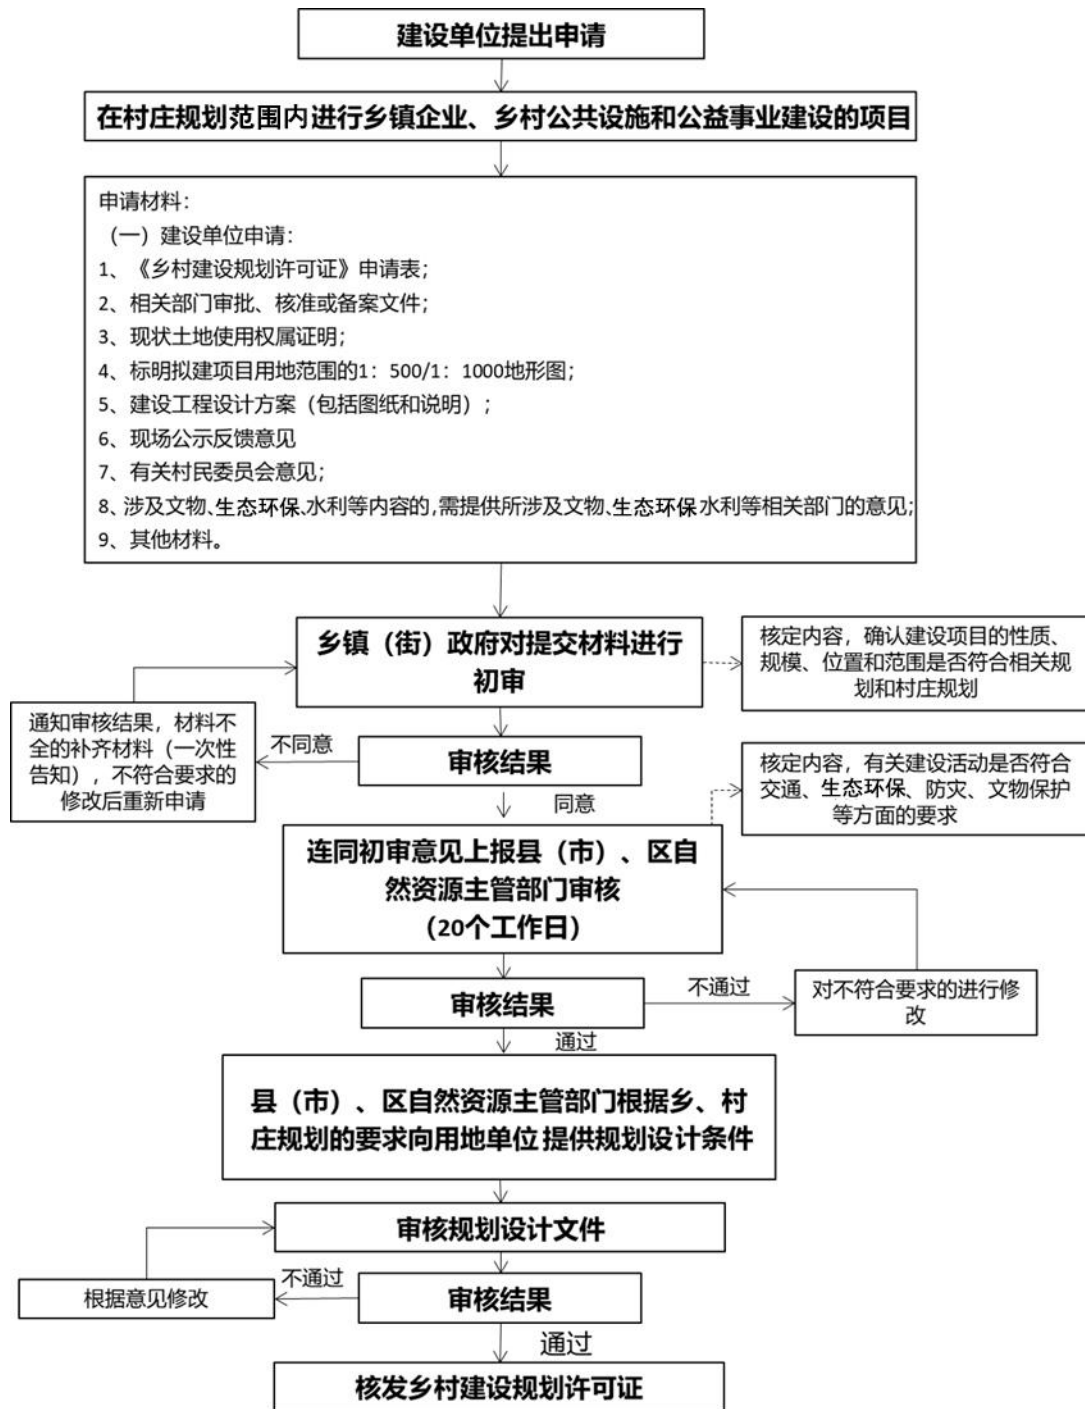 建设单位提出申请
在村庄规划范围内进行乡镇企业、乡村公共设施和公益事业建设的项目
申请材料：
（一）建设单位申请：
1、《乡村建设规划许可证》申请表；
2、相关部门审批、核准或备案文件；
3、现状土地使用权属证明；
4、标明拟建项目用地范围的1：500/1：1000地形图；
5、建设工程设计方案（包括图纸和说明）；
6、现场公示反馈意见
7、有关村民委员会意见；
8、涉及文物、生态环保、水利等内容的,需提供所涉及文物、生态环保水利等相关部门的意见；
9、其他材料。
乡镇（街）政府对提交材料进行
初审
核定内容，确认建设项目的性质、
规模、位置和范围是否符合相关规
划和村庄规划
通知审核结果，材料不
全的补齐材料（一次性
告知），不符合要求的
修改后重新申请
不同意
审核结果
核定内容，有关建设活动是否符合
交通、生态环保、防灾、文物保护
等方面的要求
同意
连同初审意见上报县（市）、区自
然资源主管部门审核
（20个工作日）
审核结果
不通过
对不符合要求的进行修
改
通过
县（市）、区自然资源主管部门根据乡、村
庄规划的要求向用地单位 提供规划设计条件
审核规划设计文件
根据意见修改
不通过
审核结果
通过
核发乡村建设规划许可证